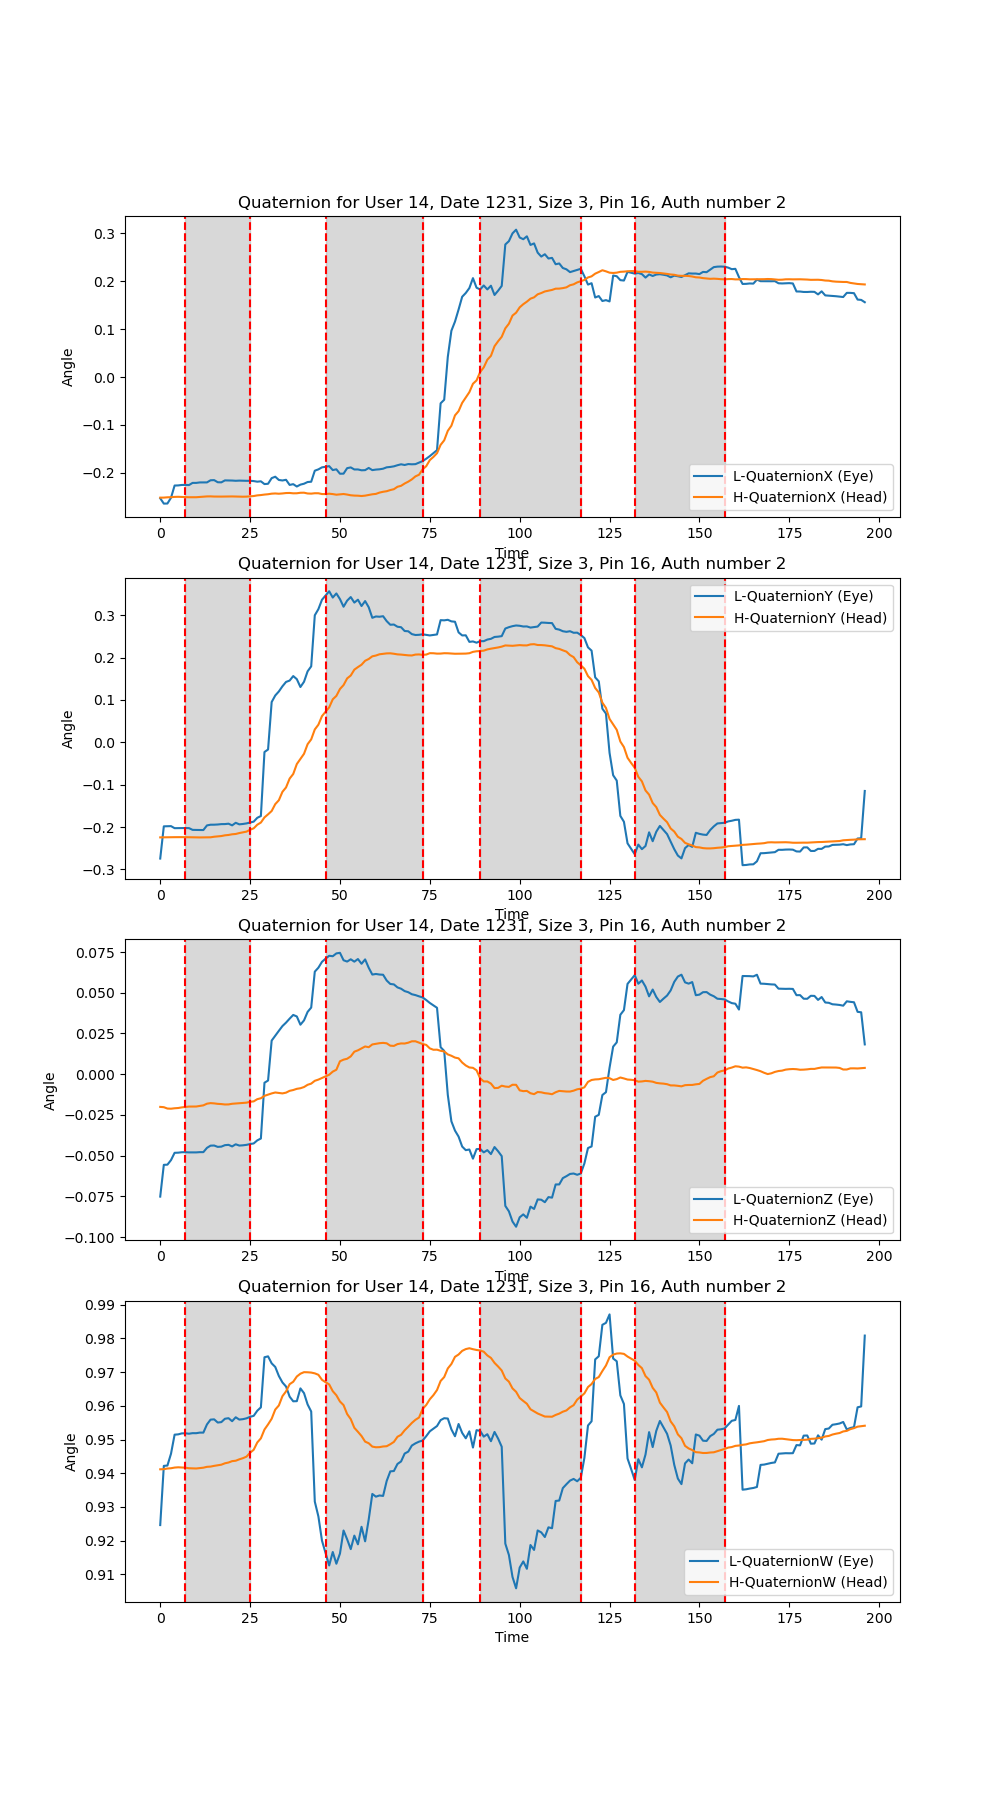 Quaternion for User 14, Date 1231, Size 3, Pin 16, Auth number 2
0.3
0.2
0.1
0.0
−0.1
−0.2
Angle
L-QuaternionX (Eye)
H-QuaternionX (Head)
0 25 50 75 100 125 150 175 200
Time
Quaternion for User 14, Date 1231, Size 3, Pin 16, Auth number 2
0.3
0.2
0.1
0.0
−0.1
−0.2
−0.3
Angle
L-QuaternionY (Eye)
H-QuaternionY (Head)
0 25 50 75 100 125 150 175 200
Time
Quaternion for User 14, Date 1231, Size 3, Pin 16, Auth number 2
0.075
0.050
0.025
0.000
−0.025
−0.050
−0.075
−0.100
Angle
L-QuaternionZ (Eye)
H-QuaternionZ (Head)
0 25 50 75 100 125 150 175 200
Time
Quaternion for User 14, Date 1231, Size 3, Pin 16, Auth number 2
0.99
0.98
0.97
0.96
0.95
0.94
0.93
0.92
0.91
Angle
L-QuaternionW (Eye)
H-QuaternionW (Head)
0 25 50 75 100 125 150 175 200
Time